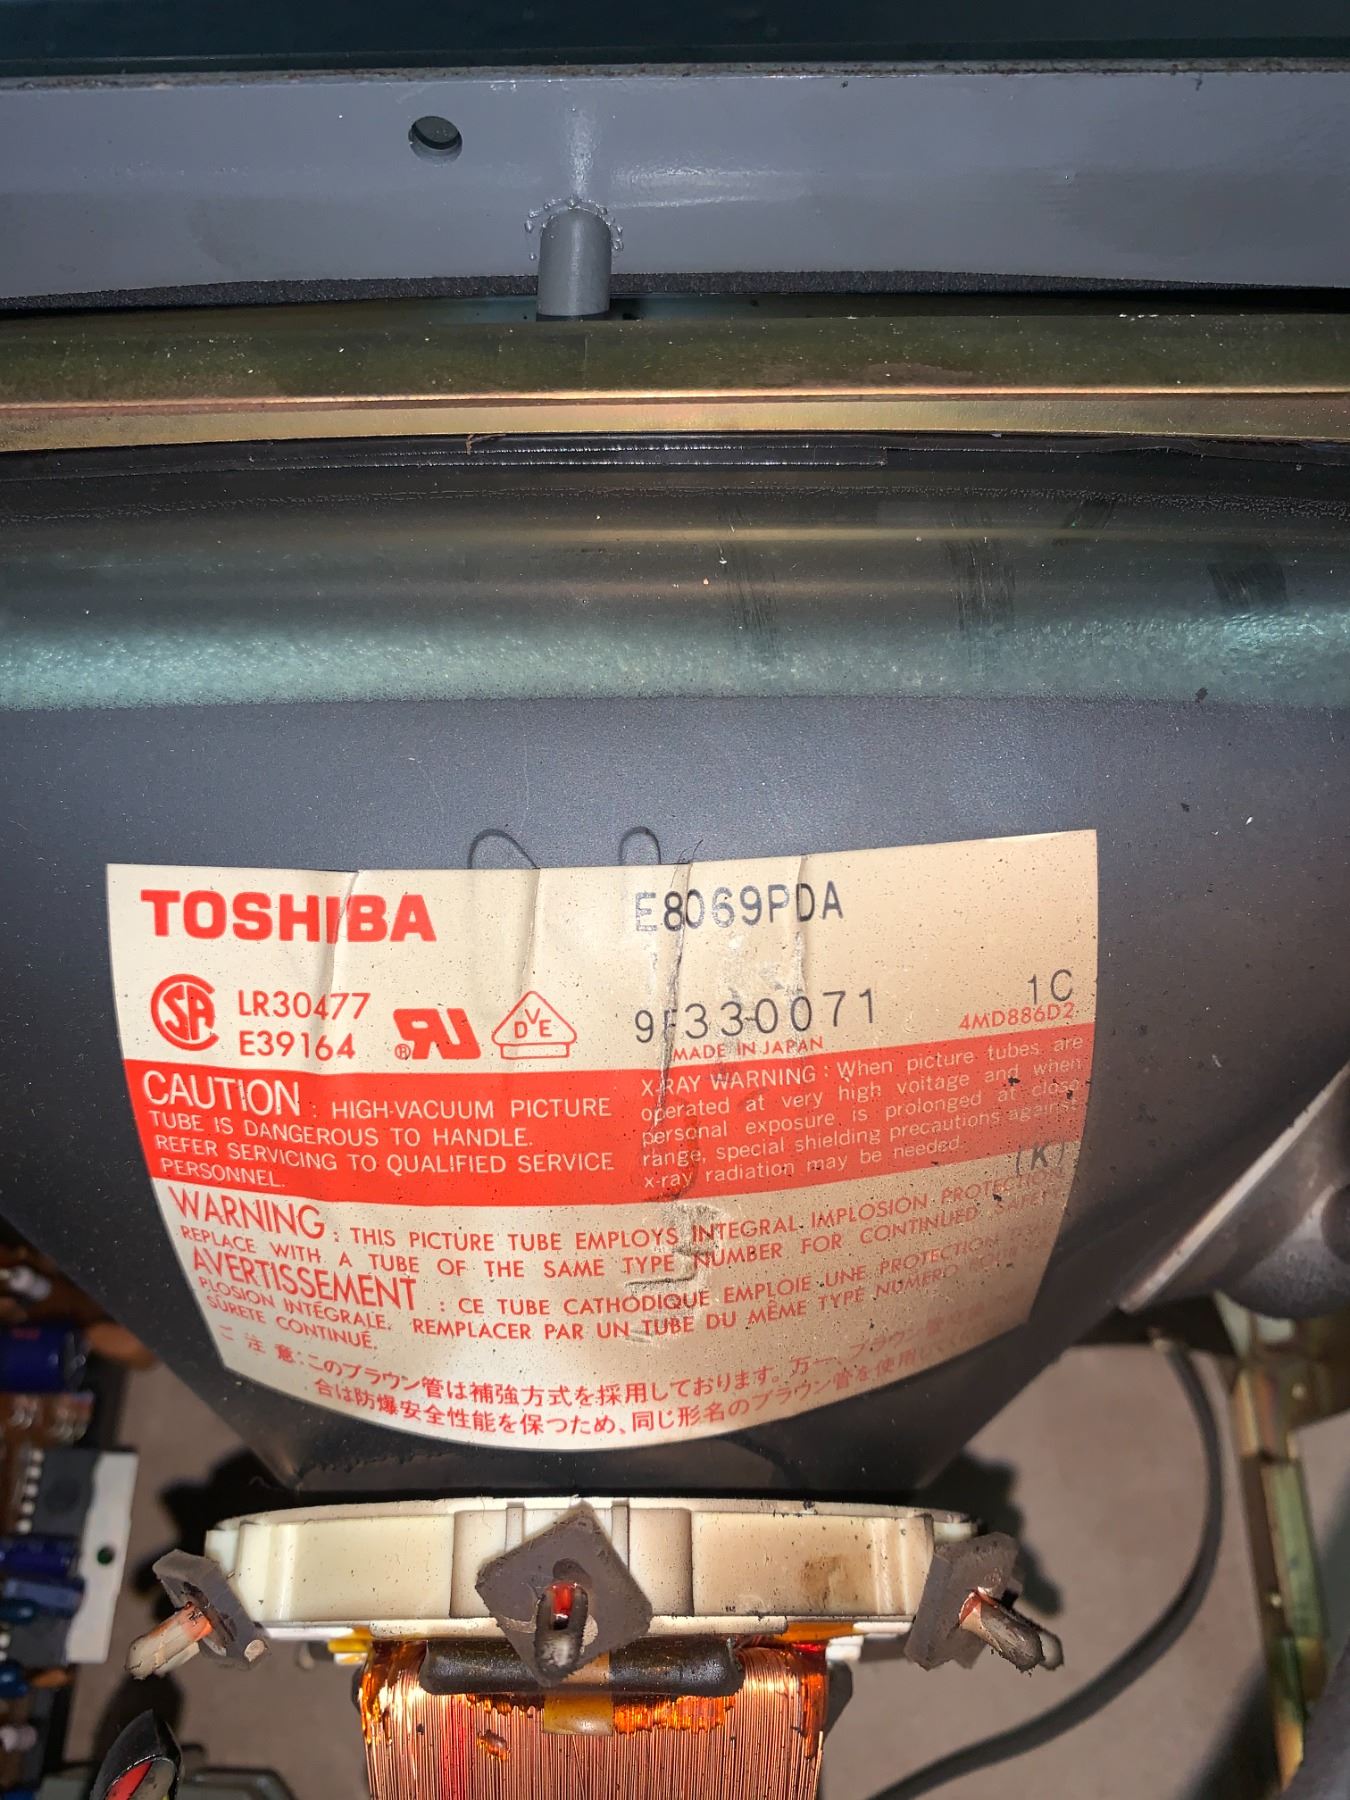 TOSHIBA
E8069PDA
SA LR30477
E39164
DVE
9F330071
1C
4MD886D2
MADE IN JAPAN
CAUTION : HIGH-VACUUM PICTURE
TUBE IS DANGEROUS TO HANDLE.
REFER SERVICING TO QUALIFIED SERVICE
PERSONNEL.
X-RAY WARNING : When picture tubes are
operated at very high voltage and when
personal exposure is prolonged at close
range, special shielding precautions against
x-ray radiation may be needed.
(K)
WARNING : THIS PICTURE TUBE EMPLOYS INTEGRAL IMPLOSION PROTECTION.
REPLACE WITH A TUBE OF THE SAME TYPE NUMBER FOR CONTINUED SAFETY.
AVERTISSEMENT : CE TUBE CATHODIQUE EMPLOIE UNE PROTECTION
PLOSION INTÉGRALE. REMPLACER PAR UN TUBE DU MÊME TYPE NUMÉRO POUR
SÛRETÉ CONTINUÉ.
ご注意:このブラウン管は補強方式を採用しております。万一、ブラウン管
合は防爆安全性能を保つため、同じ形名のブラウン管を使用し